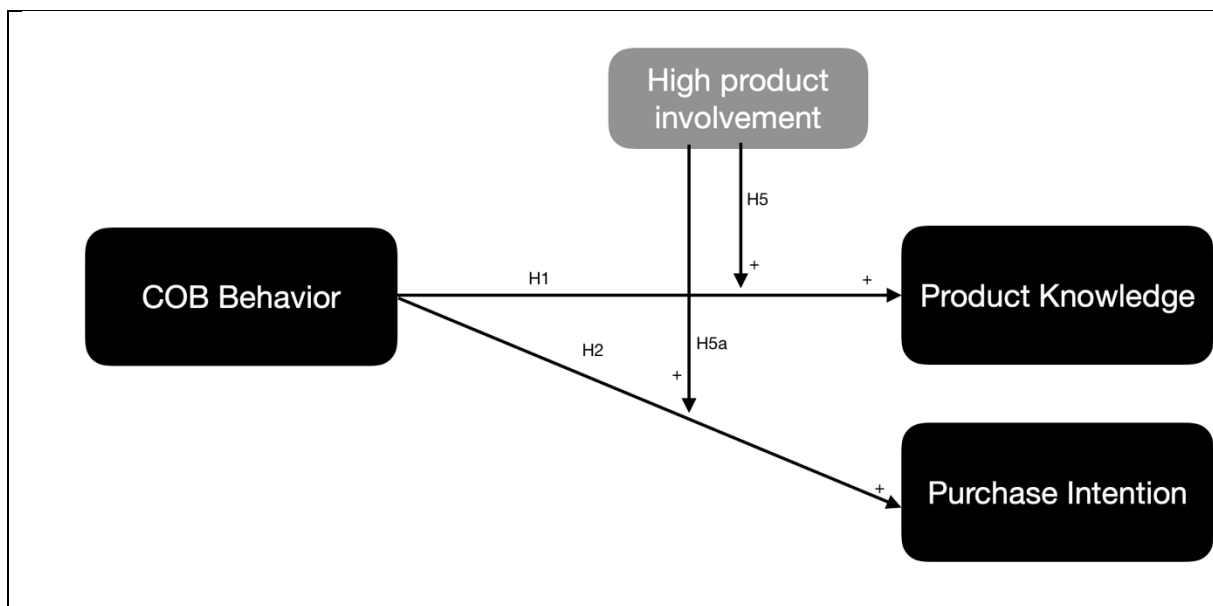 High product
involvement
H5
+
COB Behavior
H1
+
Product Knowledge
H2
H5a
+
+
Purchase Intention